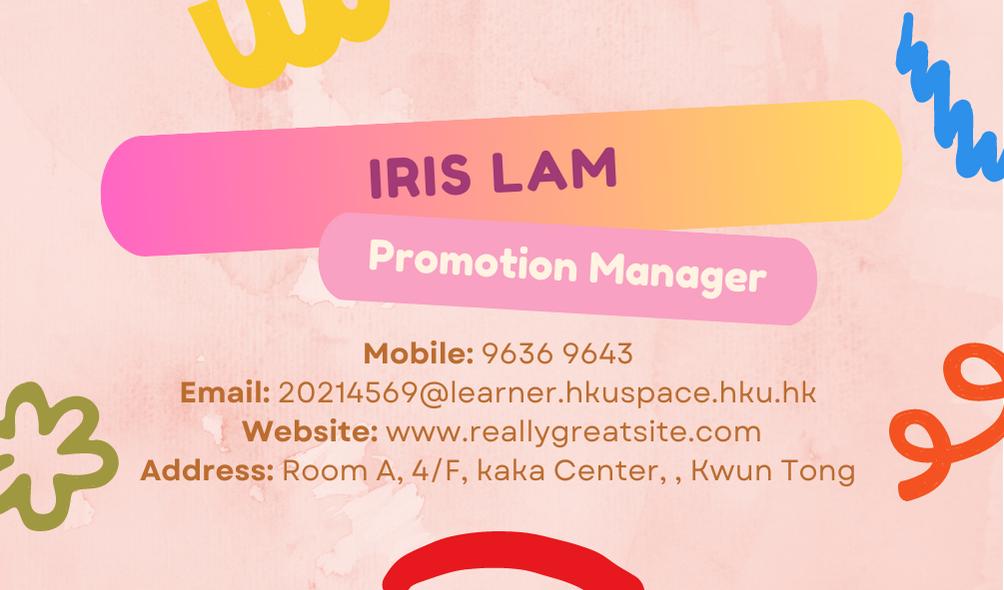 IRIS LAM
Promotion Manager
Mobile: 9636 9643
Email: 20214569@learner.hkuspace.hku.hk
Website: www.reallygreatsite.com
Address: Room A, 4/F, kaka Center, , Kwun Tong